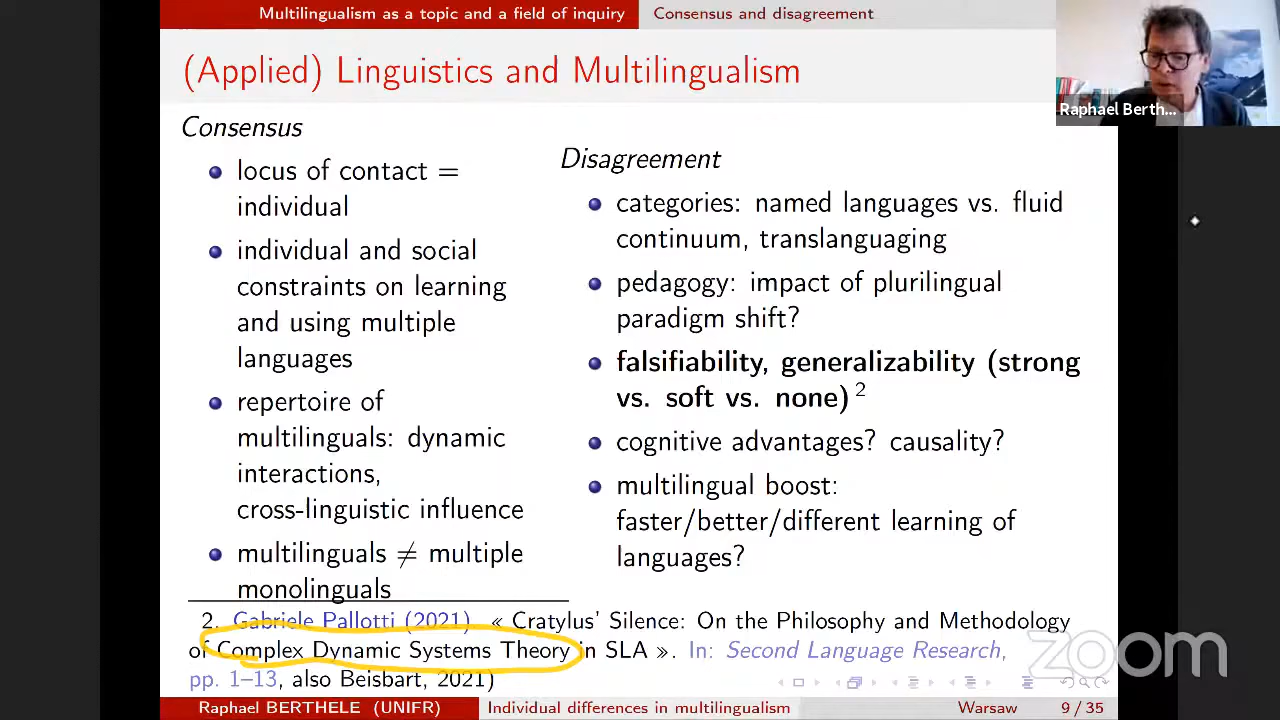 Multilingualism as a topic and a field of inquiry
Consensus and disagreement
(Applied) Linguistics and Multilingualism
Raphael Berth...
Consensus
locus of contact =
individual
individual and social
constraints on learning
and using multiple
languages
repertoire of
multilinguals: dynamic
interactions,
cross-linguistic influence
multilinguals ≠ multiple
monolinguals
Disagreement
categories: named languages vs. fluid
continuum, translanguaging
pedagogy: impact of plurilingual
paradigm shift?
falsifiability, generalizability (strong
vs. soft vs. none) 2
cognitive advantages? causality?
multilingual boost:
faster/better/different learning of
languages?
2. Gabriele Pallotti (2021). « Cratylus' Silence: On the Philosophy and Methodology
of Complex Dynamic Systems Theory in SLA ». In: Second Language Research,
pp. 1–13, also Beisbart, 2021)
zoom
Raphael BERTHELE (UNIFR)
Individual differences in multilingualism
Warsaw
9 / 35